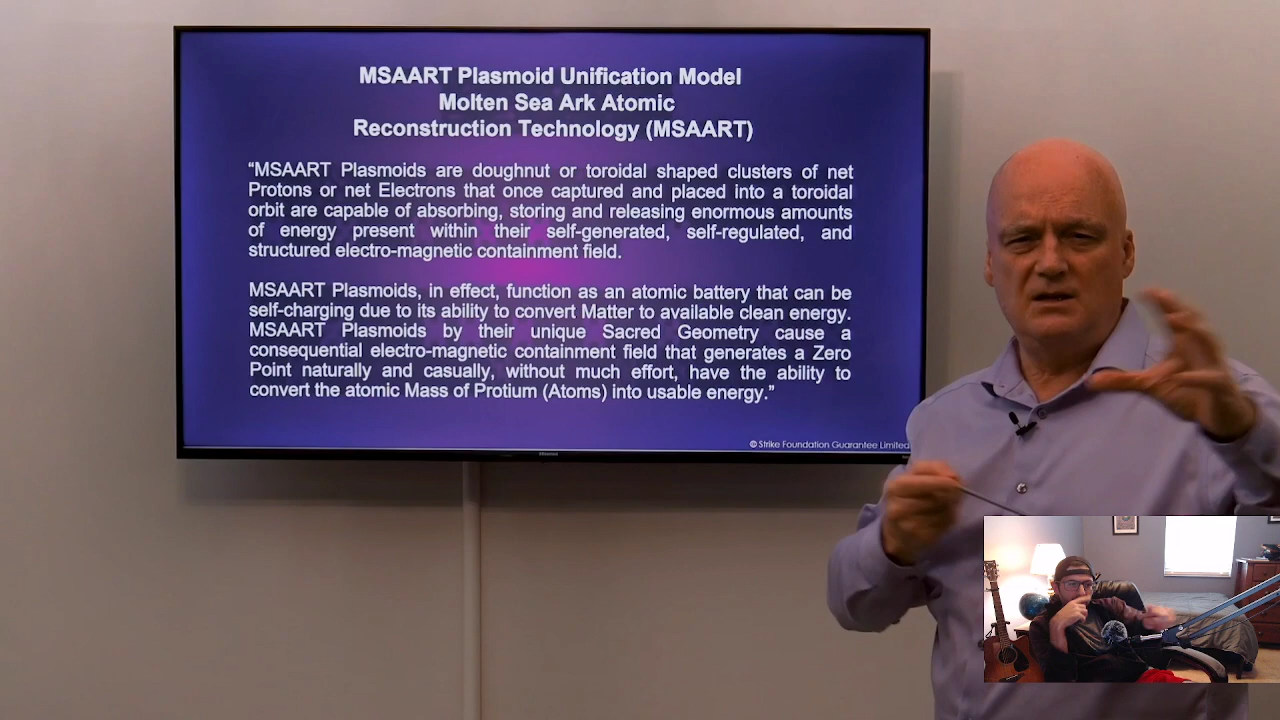 MSAART Plasmoid Unification Model
Molten Sea Ark Atomic
Reconstruction Technology (MSAART)
“MSAART Plasmoids are doughnut or toroidal shaped clusters of net
Protons or net Electrons that once captured and placed into a toroidal
orbit are capable of absorbing, storing and releasing enormous amounts
of energy present within their self-generated, self-regulated, and
structured electro-magnetic containment field.
MSAART Plasmoids, in effect, function as an atomic battery that can be
self-charging due to its ability to convert Matter to available clean energy.
MSAART Plasmoids by their unique Sacred Geometry cause a
consequential electro-magnetic containment field that generates a Zero
Point naturally and casually, without much effort, have the ability to
convert the atomic Mass of Protium (Atoms) into usable energy.”
© Strike Foundation Guarantee Limited
Hisense